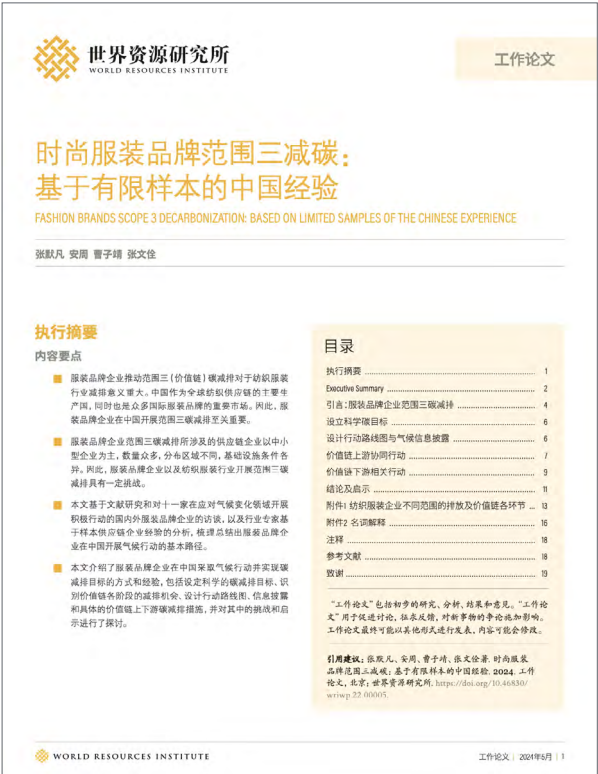 世界资源研究所
WORLD RESOURCES INSTITUTE
工作论文
时尚服装品牌范围三减碳：
基于有限样本的中国经验
FASHION BRANDS SCOPE 3 DECARBONIZATION: BASED ON LIMITED SAMPLES OF THE CHINESE EXPERIENCE
张默凡 安周 曹子靖 张文佺
执行摘要
内容要点
服装品牌企业推动范围三（价值链）碳减排对于纺织服装
行业减排意义重大。中国作为全球纺织供应链的主要生
产国，同时也是众多国际服装品牌的重要市场。因此，服
装品牌企业在中国开展范围三碳减排至关重要。
服装品牌企业范围三碳减排所涉及的供应链企业以中小
型企业为主，数量众多，分布区域不同，基础设施条件各
异。因此，服装品牌企业以及纺织服装行业开展范围三碳
减排具有一定挑战。
本文基于文献研究和对十一家在应对气候变化领域开展
积极行动的国内外服装品牌企业的访谈，以及行业专家基
于样本供应链企业经验的分析，梳理总结出服装品牌企
业在中国开展气候行动的基本路径。
本文介绍了服装品牌企业在中国采取气候行动并实现碳
减排目标的方式和经验，包括设定科学的碳减排目标、识
别价值链各阶段的减排机会、设计行动路线图、信息披露
和具体的价值链上下游碳减排措施，并对其中的挑战和启
示进行了探讨。
目录
执行摘要 1
Executive Summary 2
引言：服装品牌企业范围三碳减排 4
设立科学碳目标 6
设计行动路线图与气候信息披露 6
价值链上游协同行动 7
价值链下游相关行动 9
结论及启示 11
附件1 纺织服装企业不同范围的排放及价值链各环节 13
附件2 名词解释 16
注释 18
参考文献 18
致谢 19
“工作论文”包括初步的研究、分析、结果和意见。“工作论
文”用于促进讨论，征求反馈，对新事物的争论施加影响。
工作论文最终可能以其他形式进行发表，内容可能会修改。
引用建议：张默凡、安周、曹子靖、张文佺著. 时尚服装
品牌范围三减碳：基于有限样本的中国经验. 2024. 工作
论文，北京：世界资源研究所. https://doi.org/10.46830/
wriwp.22.00005.
WORLD RESOURCES INSTITUTE
工作论文 | 2024年5月 | 1